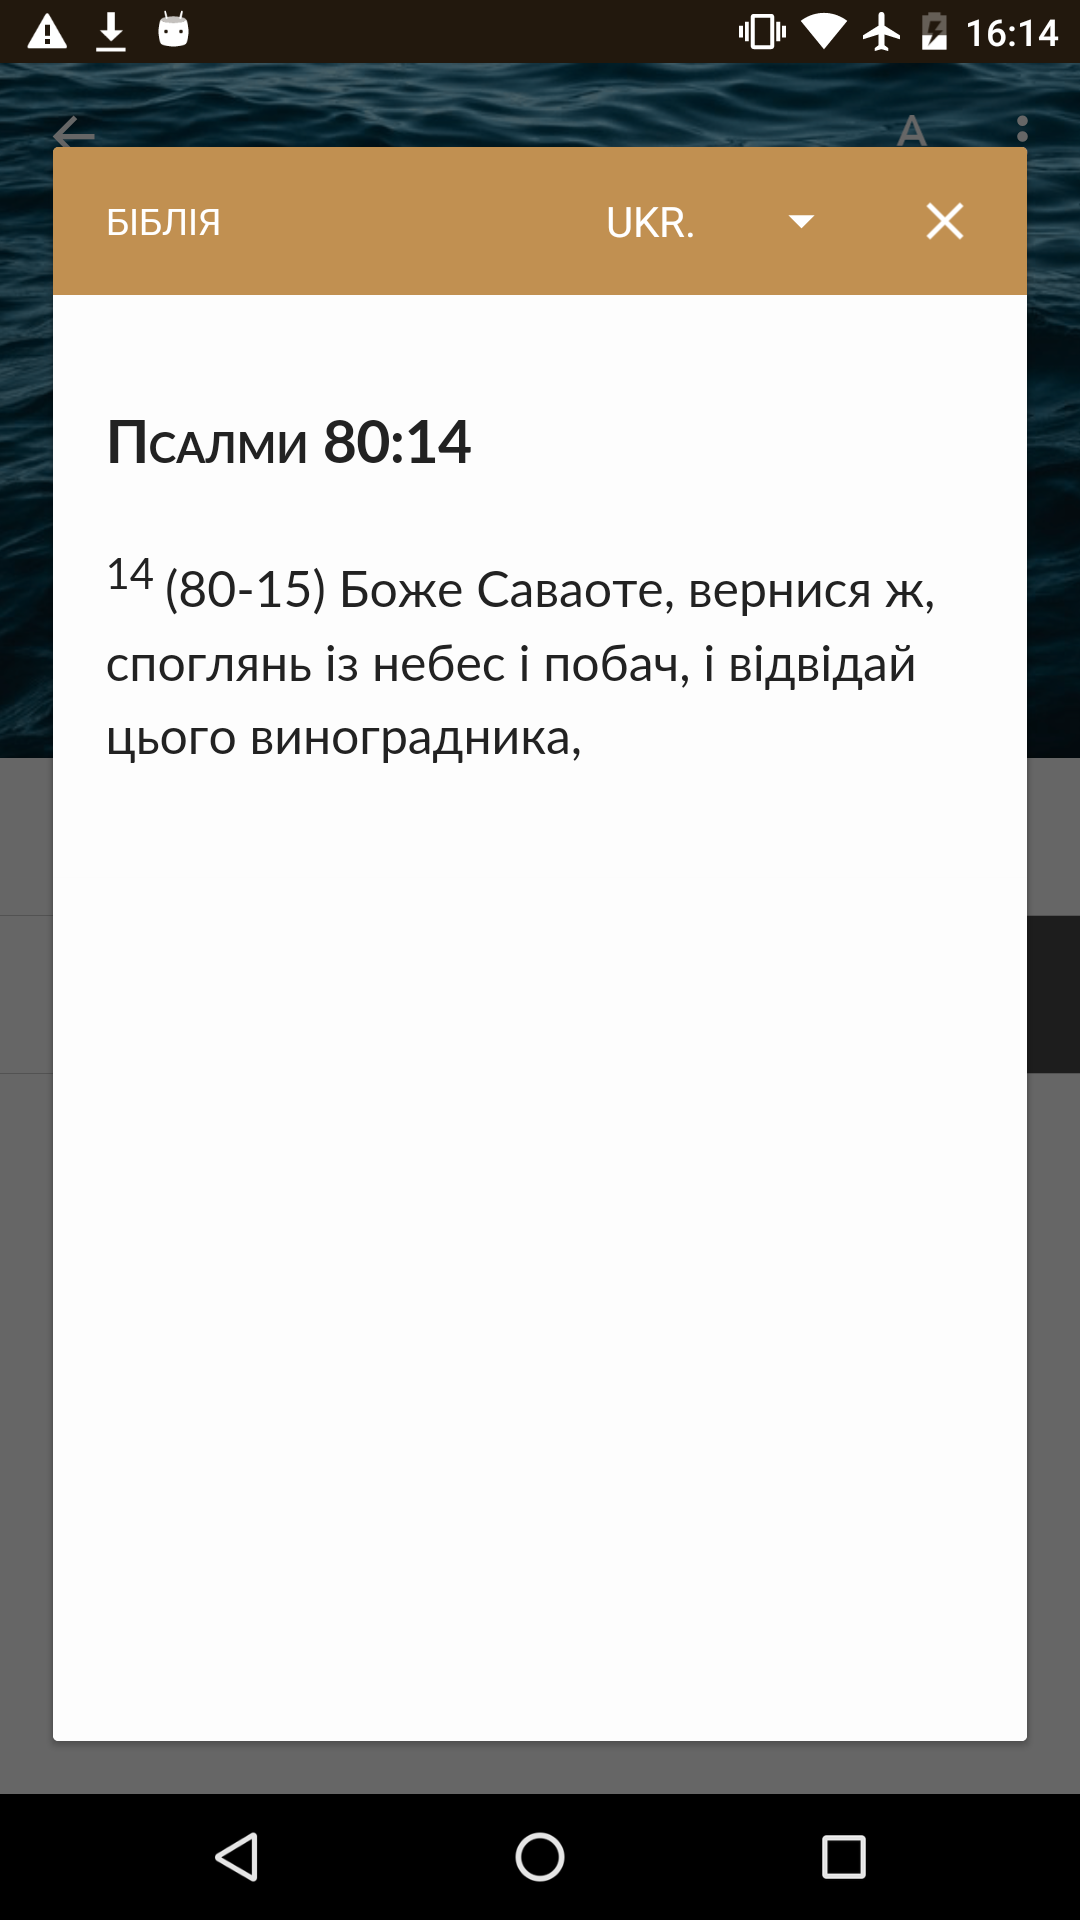 16:14
A
БІБЛІЯ UKR.
Псалми 80:14
14 (80-15) Боже Саваоте, вернися ж,
споглянь із небес і побач, і відвідай
цього виноградника,